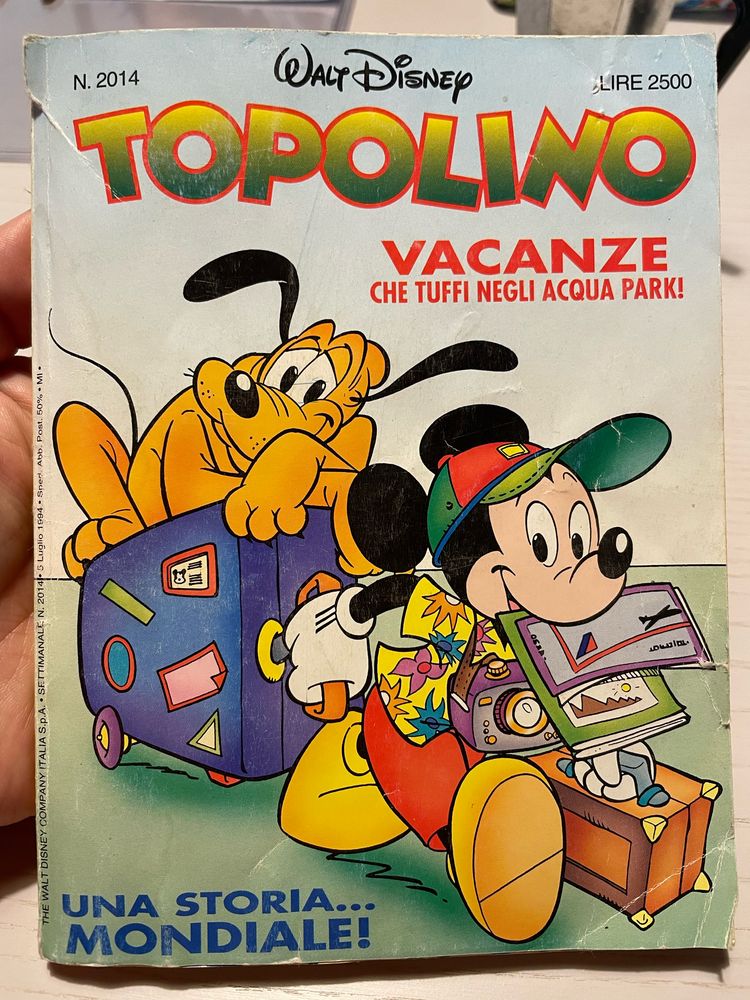 N. 2014
WALT DISNEY
LIRE 2500
TOPOLINO
VACANZE
CHE TUFFI NEGLI ACQUA PARK!
THE WALT DISNEY COMPANY ITALIA S.p.A. • SETTIMANALE N. 2014 • 5 Luglio 1994 • Sped. Abb. Post. 50% • MI •
UNA STORIA...
MONDIALE!